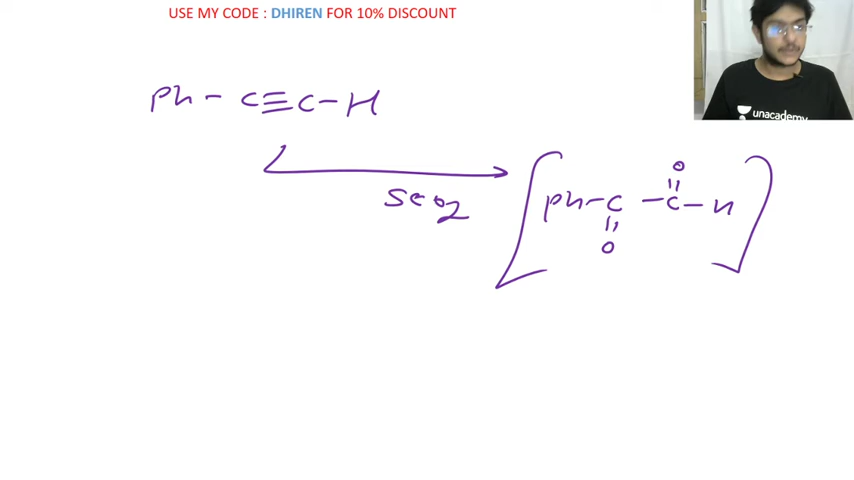 USE MY CODE : DHIREN FOR 10% DISCOUNT
unacademy
Ph - C≡C-H
O
SeO2
[Ph-C-C-H]
O